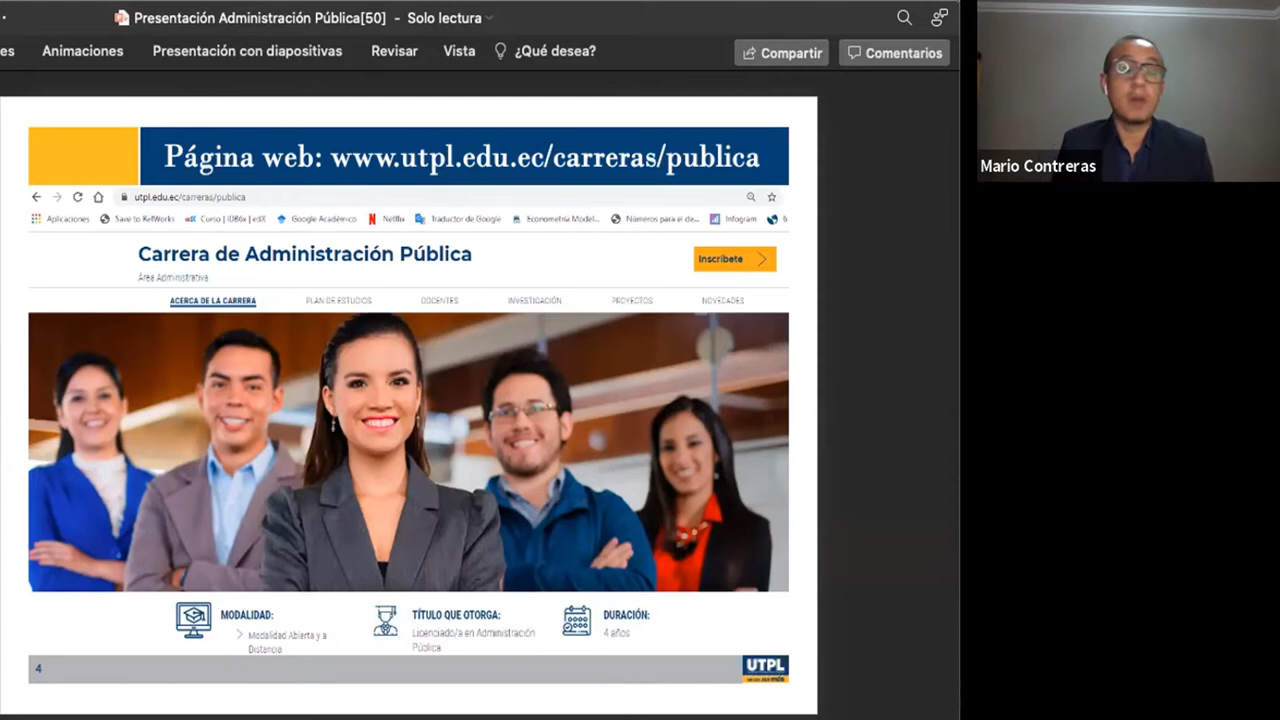 Presentación Administración Pública[50] - Solo lectura
es Animaciones Presentación con diapositivas Revisar Vista ¿Qué desea? Compartir Comentarios
Mario Contreras
Página web: www.utpl.edu.ec/carreras/publica
utpl.edu.ec/carreras/publica
Aplicaciones Save to RefWorks Curso | IDB6x | edX Google Académico Netflix Traductor de Google Econometría Model... Números para el de... Infogram 6
Carrera de Administración Pública
Inscríbete
Área Administrativa
ACERCA DE LA CARRERA PLAN DE ESTUDIOS DOCENTES INVESTIGACIÓN PROYECTOS NOVEDADES
MODALIDAD:
Modalidad Abierta y a
Distancia
TÍTULO QUE OTORGA:
Licenciado/a en Administración
Pública
DURACIÓN:
4 años
4
UTPL